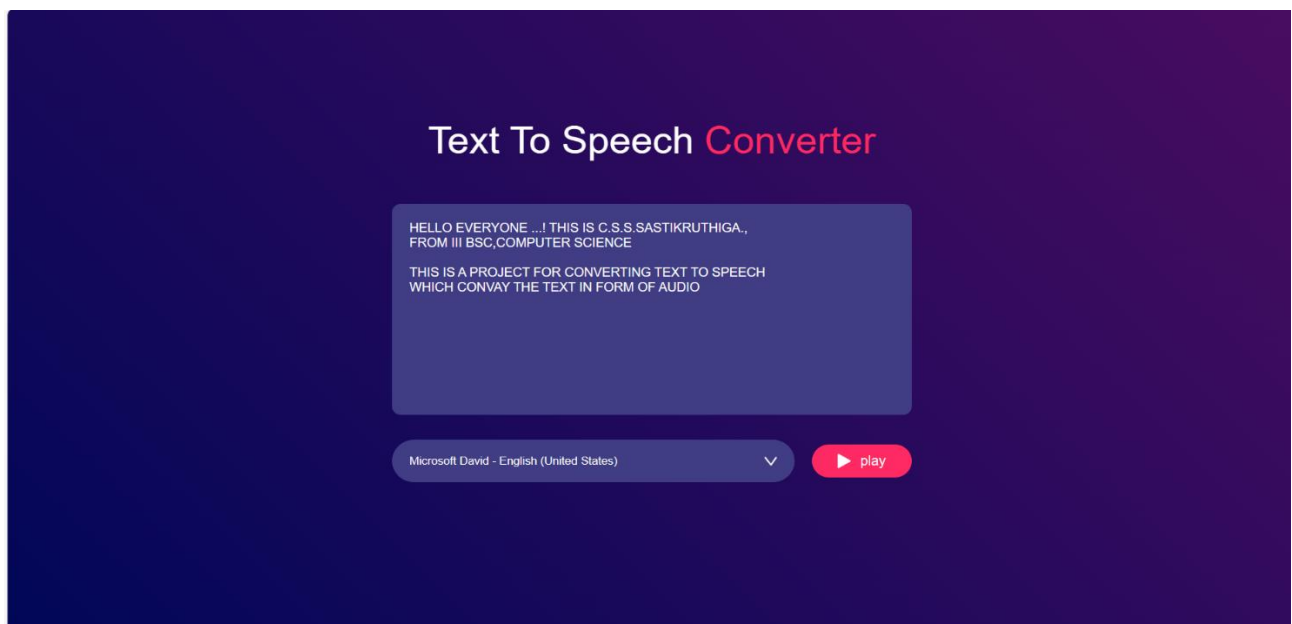 Text To Speech Converter
HELLO EVERYONE ...! THIS IS C.S.S.SASTIKRUTHIGA.,
FROM III BSC,COMPUTER SCIENCE
THIS IS A PROJECT FOR CONVERTING TEXT TO SPEECH
WHICH CONVAY THE TEXT IN FORM OF AUDIO
Microsoft David - English (United States)
play